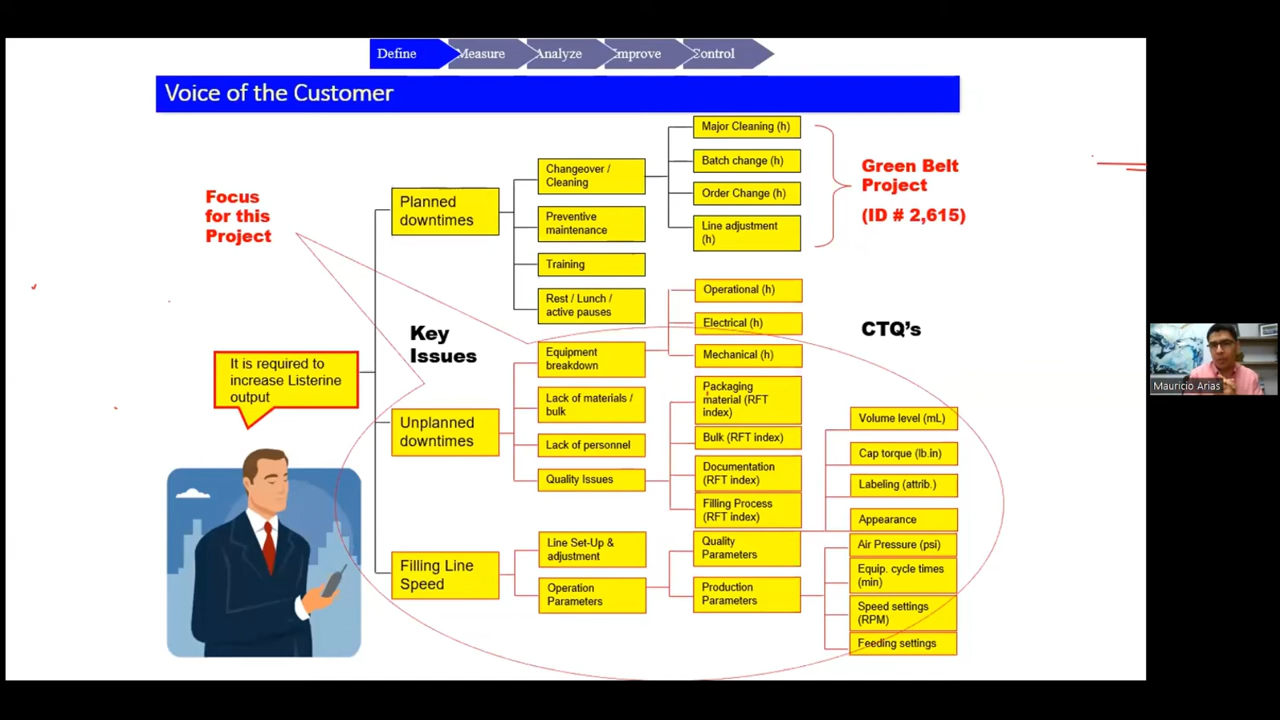 Define
Measure
Analyze
Improve
Control
Voice of the Customer
Focus
for this
Project
It is required to
increase Listerine
output
Key
Issues
Planned
downtimes
Unplanned
downtimes
Filling Line
Speed
Changeover /
Cleaning
Preventive
maintenance
Training
Rest / Lunch /
active pauses
Equipment
breakdown
Lack of materials /
bulk
Lack of personnel
Quality Issues
Line Set-Up &
adjustment
Operation
Parameters
Major Cleaning (h)
Batch change (h)
Order Change (h)
Line adjustment
(h)
Operational (h)
Electrical (h)
Mechanical (h)
Packaging
material (RFT
index)
Bulk (RFT index)
Documentation
(RFT index)
Filling Process
(RFT index)
Quality
Parameters
Production
Parameters
Green Belt
Project
(ID # 2,615)
CTQ's
Volume level (mL)
Cap torque (lb.in)
Labeling (attrib.)
Appearance
Air Pressure (psi)
Equip. cycle times
(min)
Speed settings
(RPM)
Feeding settings
Mauricio Arias